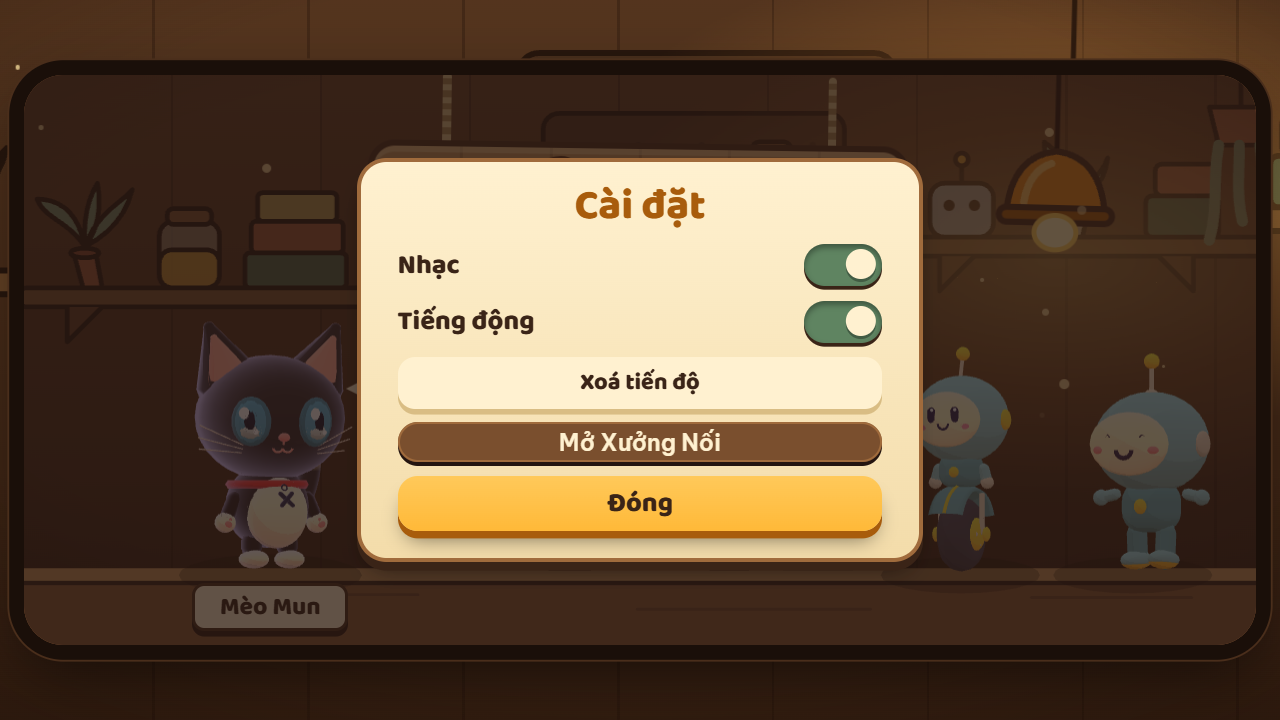 Cài đặt
Nhạc
Tiếng động
Xoá tiến độ
Mở Xưởng Nối
Đóng
Mèo Mun